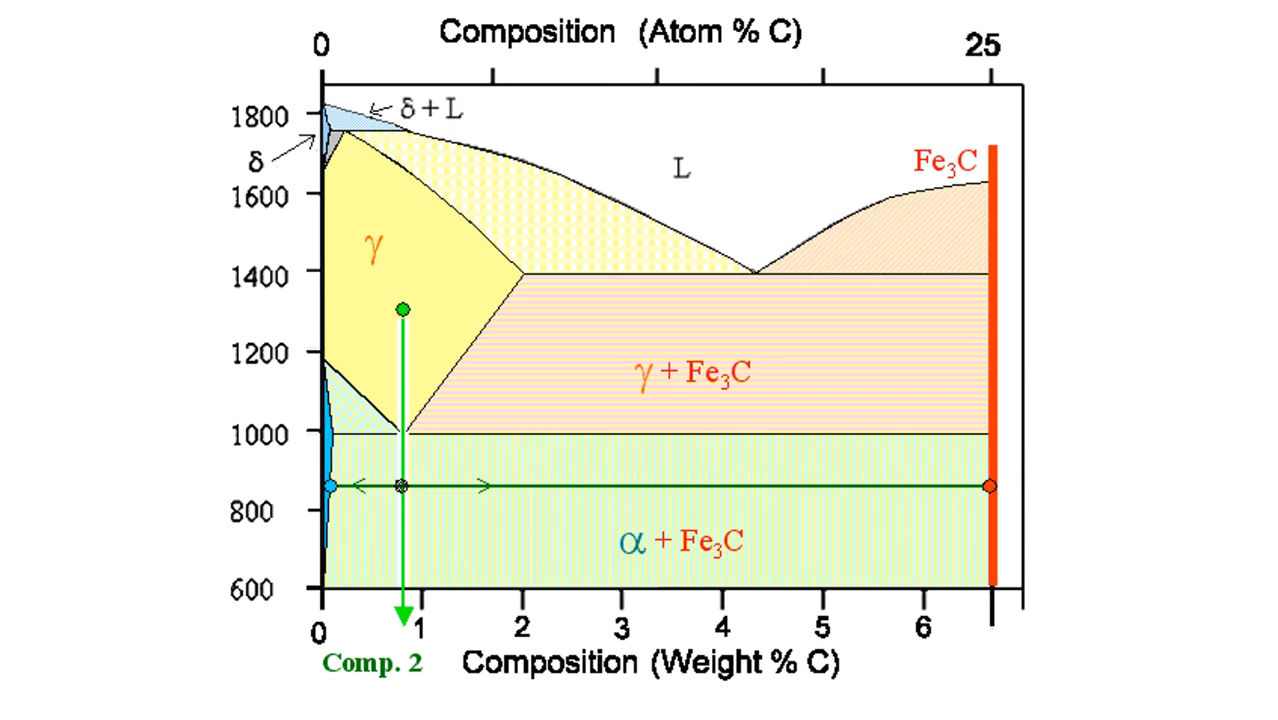 Composition (Atom % C)
0 25
1800
δ + L
δ
L
Fe3C
1600
γ
1400
1200
γ + Fe3C
1000
800
α + Fe3C
600
0 1 2 3 4 5 6
Comp. 2 Composition (Weight % C)